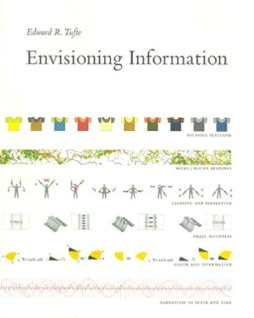 Edward R. Tufte
Envisioning Information
ESCAPING FLATLAND
MICRO/MACRO READINGS
LAYERING AND SEPARATION
SMALL MULTIPLES
COLOR AND INFORMATION
NARRATIVES OF SPACE AND TIME